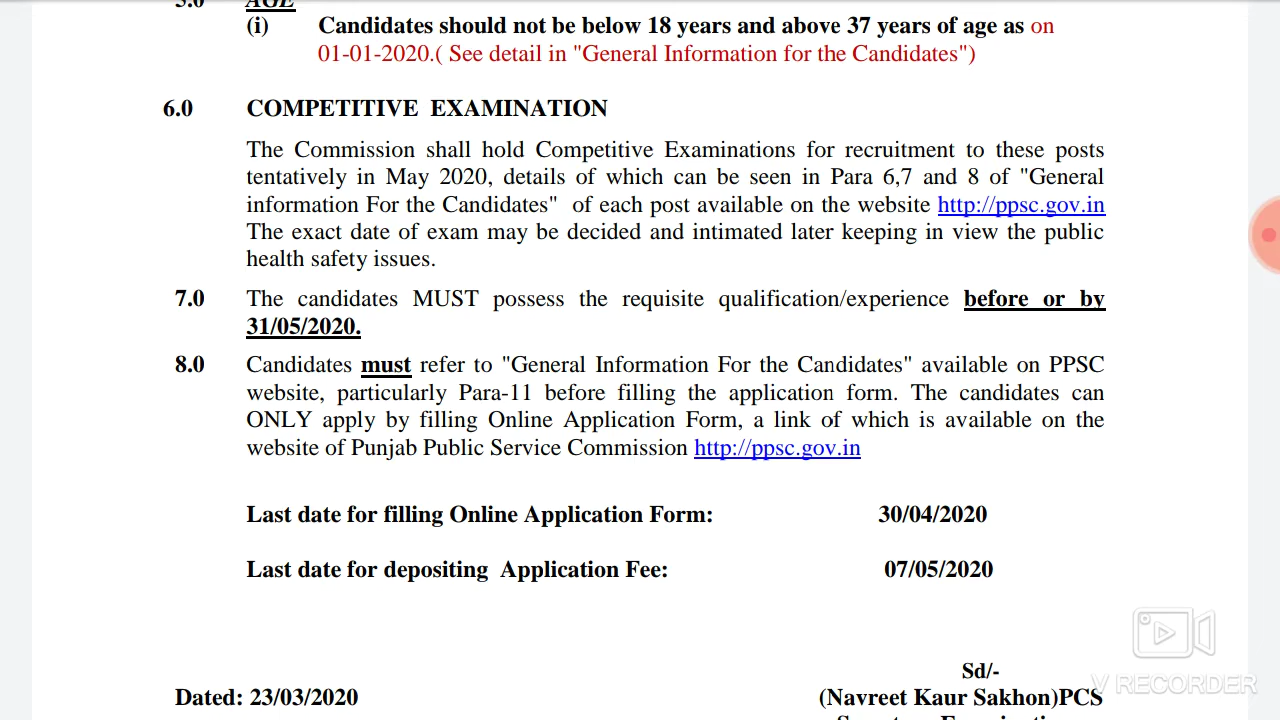 5.0 AGE
(i) Candidates should not be below 18 years and above 37 years of age as on
01-01-2020.( See detail in "General Information for the Candidates")
6.0 COMPETITIVE EXAMINATION
The Commission shall hold Competitive Examinations for recruitment to these posts
tentatively in May 2020, details of which can be seen in Para 6,7 and 8 of "General
information For the Candidates" of each post available on the website http://ppsc.gov.in
The exact date of exam may be decided and intimated later keeping in view the public
health safety issues.
7.0 The candidates MUST possess the requisite qualification/experience before or by
31/05/2020.
8.0 Candidates must refer to "General Information For the Candidates" available on PPSC
website, particularly Para-11 before filling the application form. The candidates can
ONLY apply by filling Online Application Form, a link of which is available on the
website of Punjab Public Service Commission http://ppsc.gov.in
Last date for filling Online Application Form: 30/04/2020
Last date for depositing Application Fee: 07/05/2020
Sd/-
V RECORDER
Dated: 23/03/2020 (Navreet Kaur Sakhon)PCS